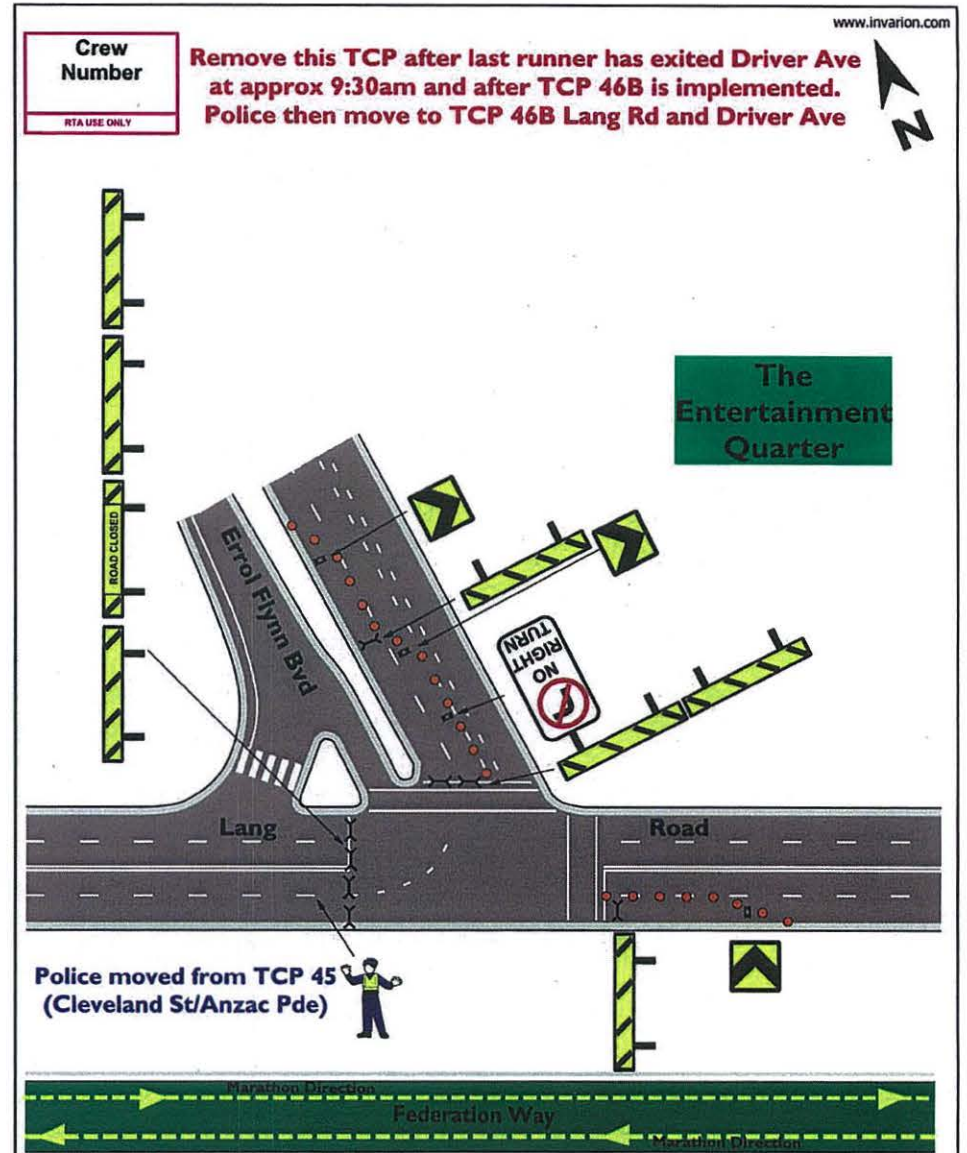 www.invarion.com
Crew
Number
RTA USE ONLY
Remove this TCP after last runner has exited Driver Ave
at approx 9:30am and after TCP 46B is implemented.
Police then move to TCP 46B Lang Rd and Driver Ave
N
The
Entertainment
Quarter
ROAD CLOSED
Errol Flynn Bvd
NO
RIGHT
TURN
Lang Road
Police moved from TCP 45
(Cleveland St/Anzac Pde)
Marathon Direction
Federation Way
Marathon Direction